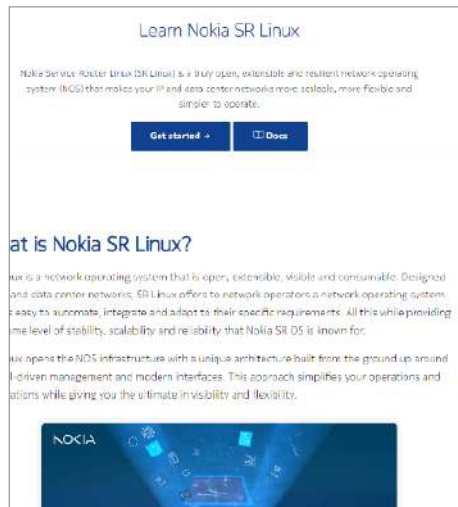 Learn Nokia SR Linux
Nokia Service Router Linux (SR Linux) is a truly open, extensible and resilient network operating
system (NOS) that makes your IP and data center networks more scalable, more flexible and
simpler to operate.
Get started → Docs
at is Nokia SR Linux?
ux is a network operating system that is open, extensible, visible and consumable. Designed
and data center networks, SR Linux offers to network operators a network operating system
s easy to automate, integrate and adapt to their specific requirements. All this while providing
me level of stability, scalability and reliability that Nokia SR OS is known for.
ux opens the NOS infrastructure with a unique architecture built from the ground up around
l-driven management and modern interfaces. This approach simplifies your operations and
ations while giving you the ultimate in visibility and flexibility.
NOKIA